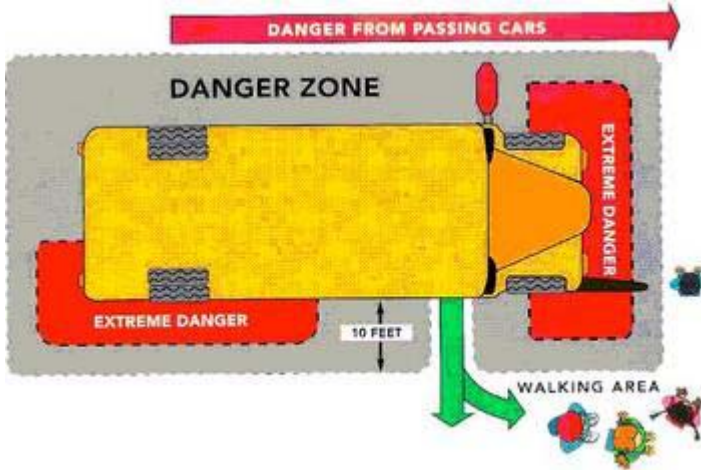 DANGER FROM PASSING CARS
DANGER ZONE
EXTREME DANGER
EXTREME DANGER
10 FEET
WALKING AREA